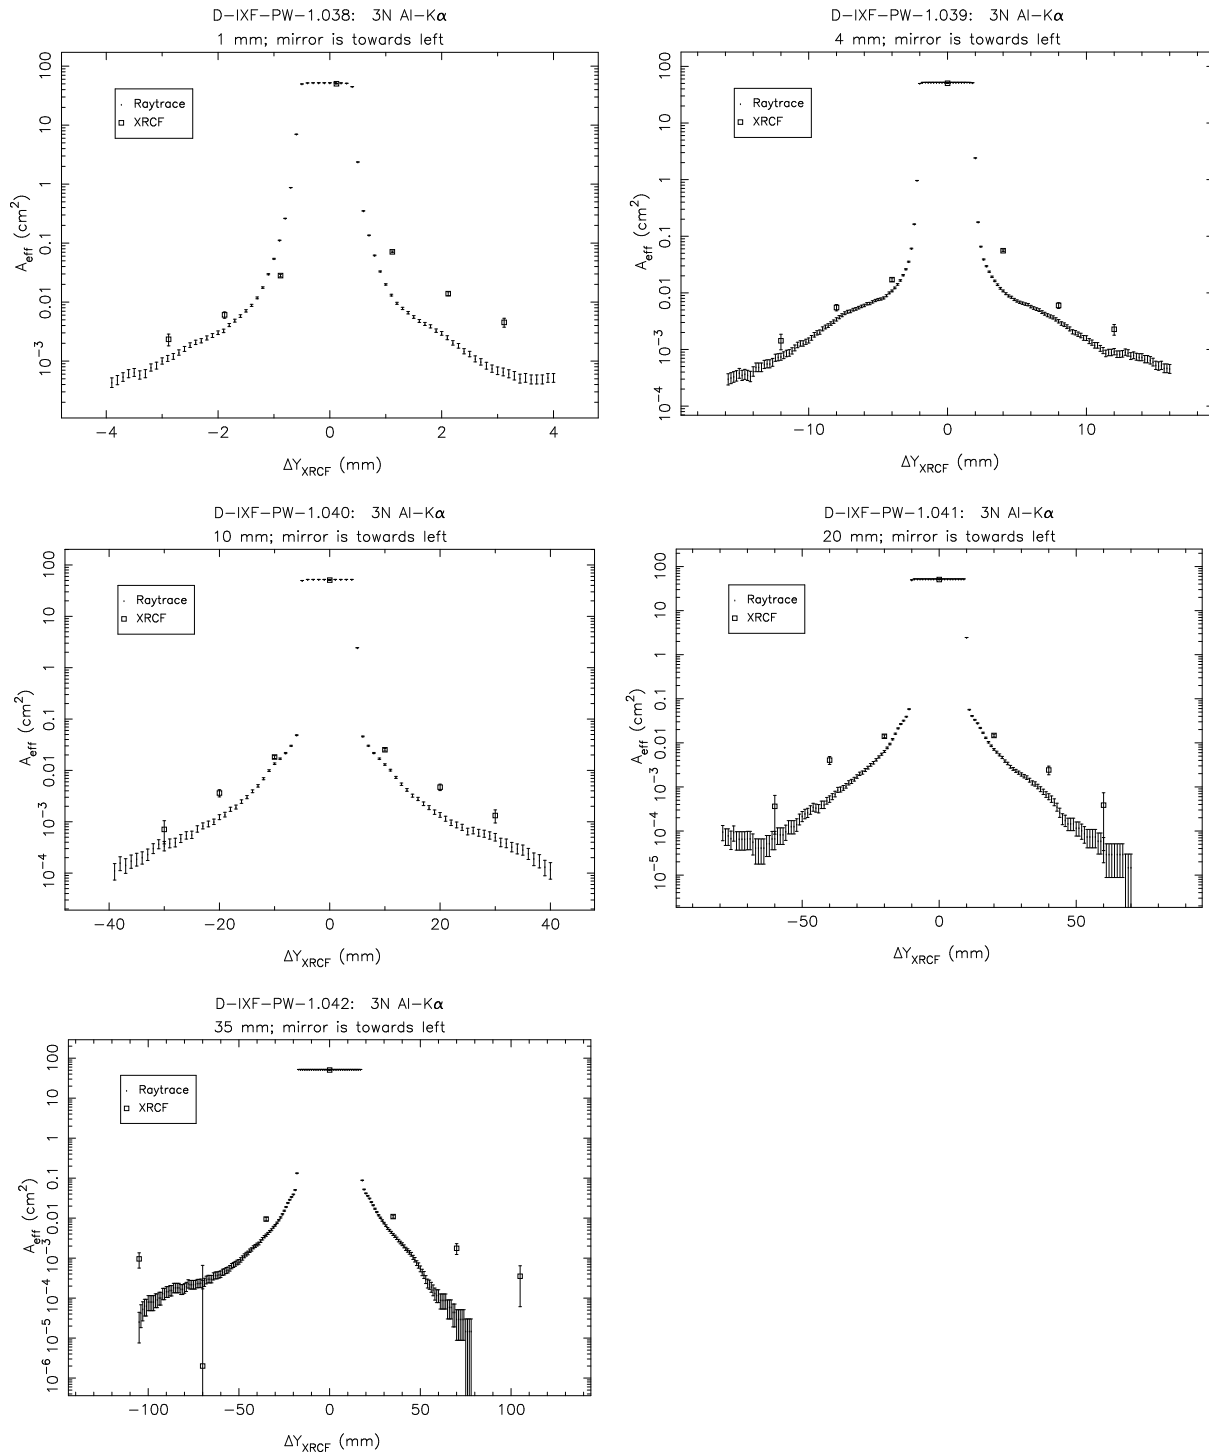 D-IXF-PW-1.038: 3N Al-Kα
1 mm; mirror is towards left
100
10
1
0.1
0.01
10⁻³
A_eff (cm²)
Raytrace
XRCF
−4 −2 0 2 4
ΔY_XRCF (mm)
D-IXF-PW-1.039: 3N Al-Kα
4 mm; mirror is towards left
100
10
1
0.1
0.01
10⁻³
10⁻⁴
A_eff (cm²)
Raytrace
XRCF
−10 0 10
ΔY_XRCF (mm)
D-IXF-PW-1.040: 3N Al-Kα
10 mm; mirror is towards left
100
10
1
0.1
0.01
10⁻³
10⁻⁴
A_eff (cm²)
Raytrace
XRCF
−40 −20 0 20 40
ΔY_XRCF (mm)
D-IXF-PW-1.041: 3N Al-Kα
20 mm; mirror is towards left
100
10
1
0.1
0.01
10⁻³
10⁻⁴
10⁻⁵
A_eff (cm²)
Raytrace
XRCF
−50 0 50
ΔY_XRCF (mm)
D-IXF-PW-1.042: 3N Al-Kα
35 mm; mirror is towards left
100
10
1
0.1
0.01
10⁻³
10⁻⁴
10⁻⁵
10⁻⁶
A_eff (cm²)
Raytrace
XRCF
−100 −50 0 50 100
ΔY_XRCF (mm)